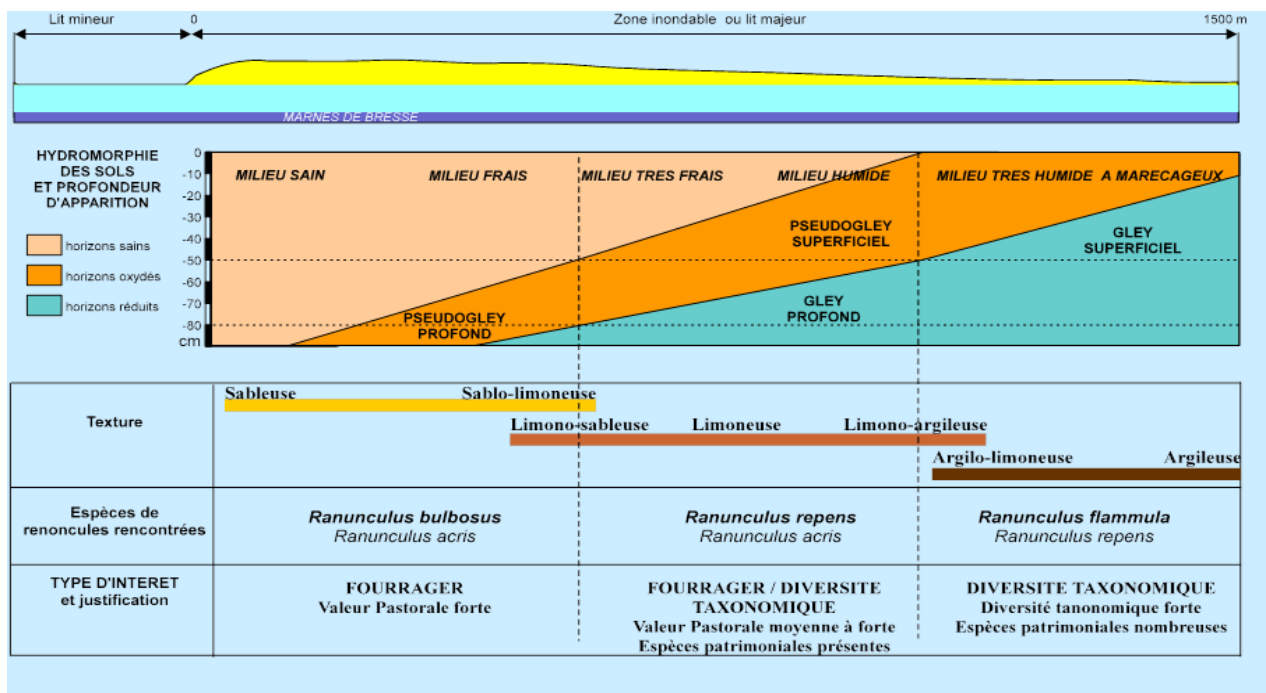 Lit mineur
0
Zone inondable ou lit majeur
1500 m
MARNES DE BRESSE
HYDROMORPHIE
DES SOLS
ET PROFONDEUR
D'APPARITION
horizons sains
horizons oxydés
horizons réduits
0
-10
-20
-30
-40
-50
-60
-70
-80
cm
MILIEU SAIN
MILIEU FRAIS
MILIEU TRES FRAIS
MILIEU HUMIDE
MILIEU TRES HUMIDE A MARECAGEUX
PSEUDOGLEY
SUPERFICIEL
GLEY
SUPERFICIEL
PSEUDOGLEY
PROFOND
GLEY
PROFOND
Texture
Sableuse
Sablo-limoneuse
Limono-sableuse
Limoneuse
Limono-argileuse
Argilo-limoneuse
Argileuse
Espèces de
renoncules rencontrées
Ranunculus bulbosus
Ranunculus acris
Ranunculus repens
Ranunculus acris
Ranunculus flammula
Ranunculus repens
TYPE D'INTERET
et justification
FOURRAGER
Valeur Pastorale forte
FOURRAGER / DIVERSITE
TAXONOMIQUE
Valeur Pastorale moyenne à forte
Espèces patrimoniales présentes
DIVERSITE TAXONOMIQUE
Diversité tanonomique forte
Espèces patrimoniales nombreuses